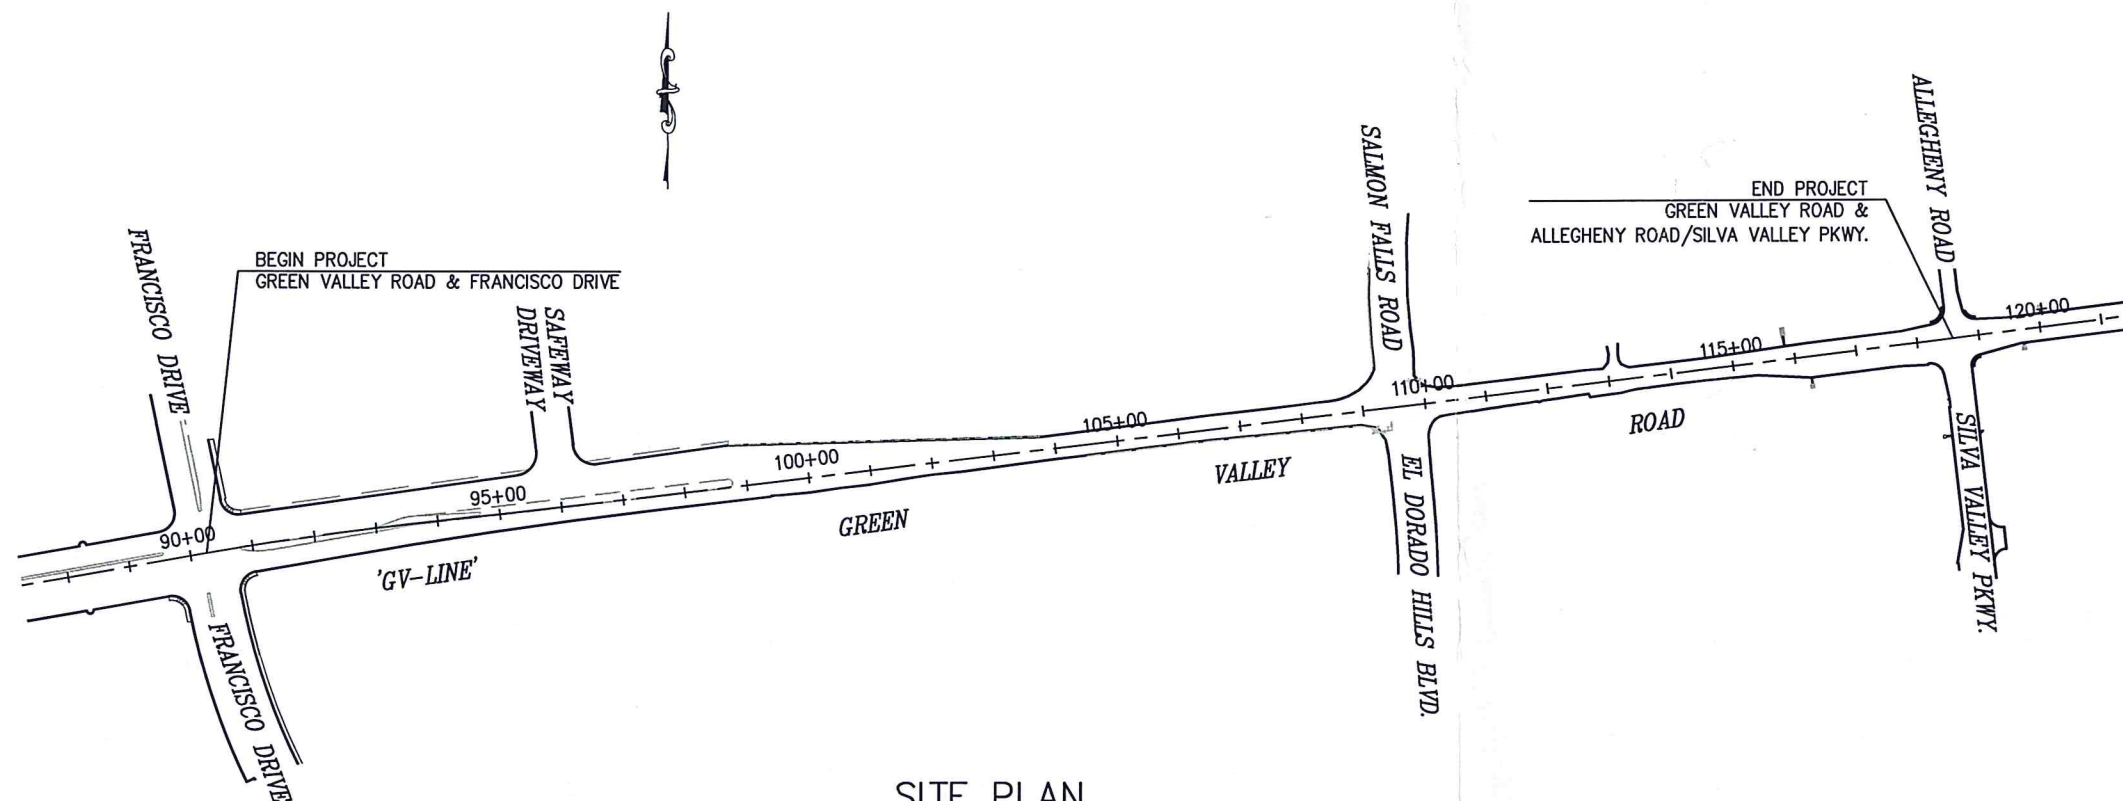 ALLEGHENY ROAD
SALMON FALLS ROAD
END PROJECT
GREEN VALLEY ROAD &
ALLEGHENY ROAD/SILVA VALLEY PKWY.
FRANCISCO DRIVE
BEGIN PROJECT
GREEN VALLEY ROAD & FRANCISCO DRIVE
SAFEWAY
DRIVEWAY
90+00
95+00
100+00
105+00
110+00
115+00
120+00
'GV-LINE'
GREEN
VALLEY
ROAD
EL DORADO HILLS BLVD.
SILVA VALLEY PKWY.
FRANCISCO DRIVE
SITE PLAN